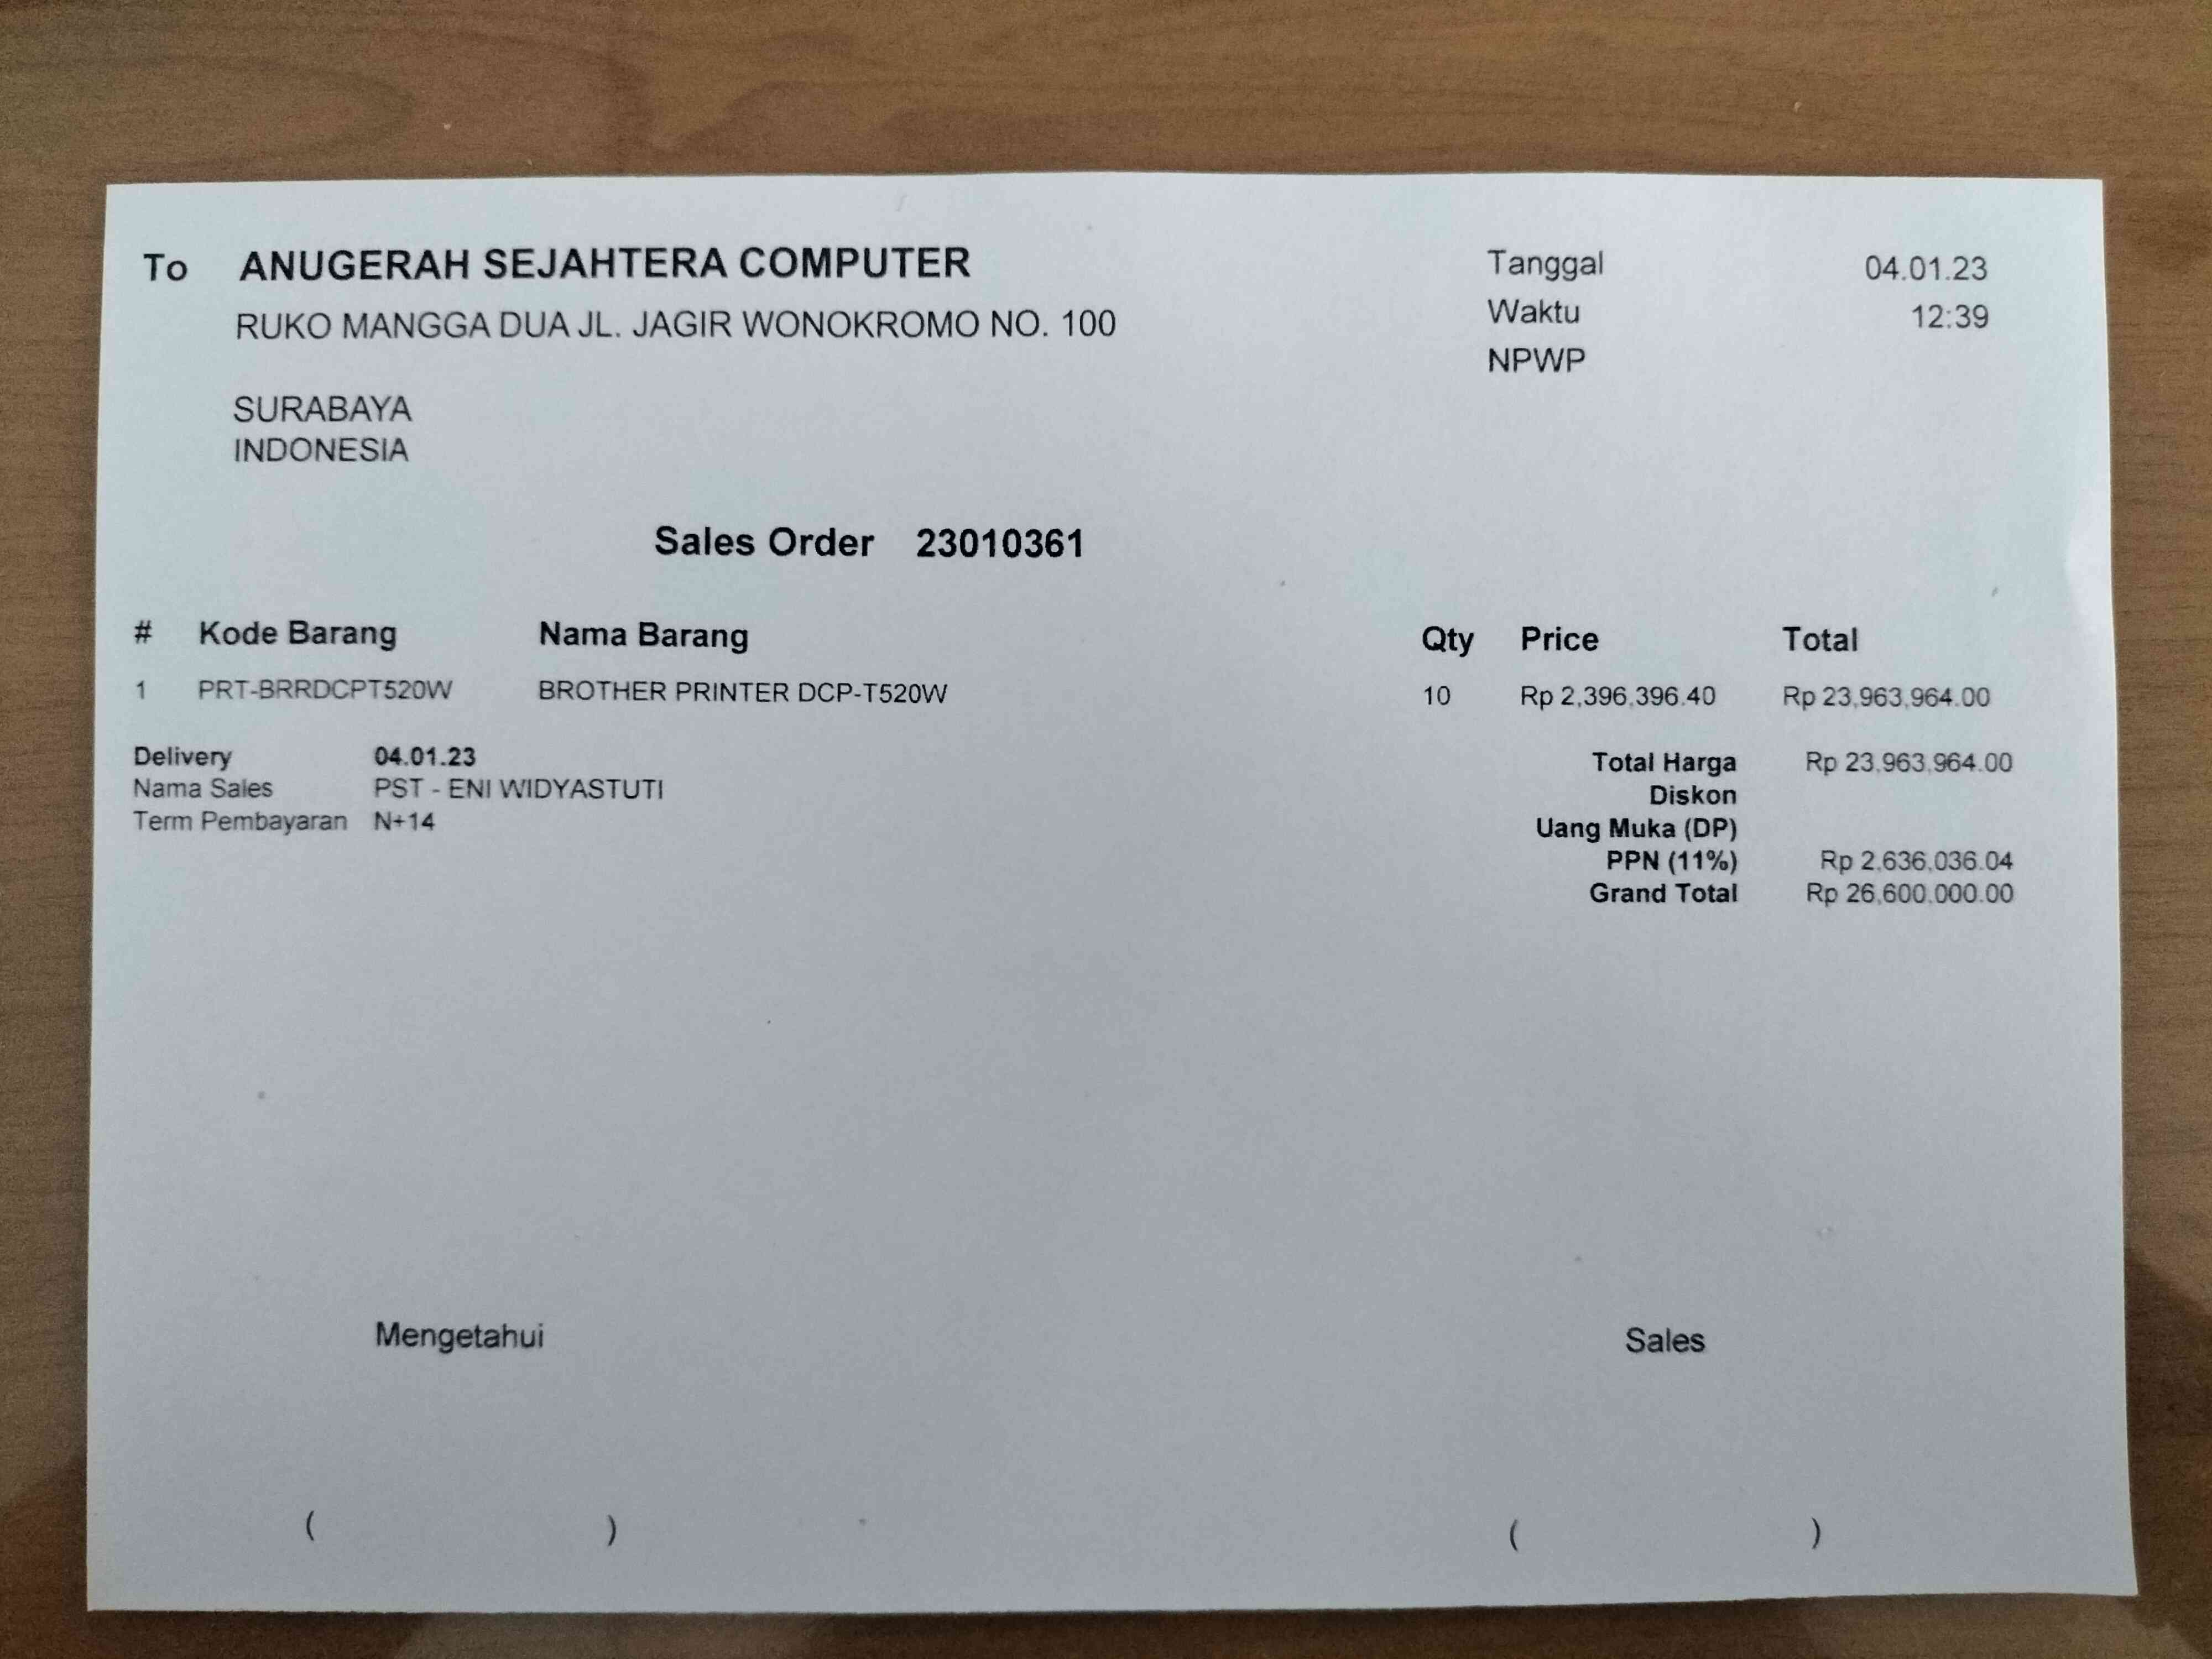 To ANUGERAH SEJAHTERA COMPUTER
RUKO MANGGA DUA JL. JAGIR WONOKROMO NO. 100
SURABAYA
INDONESIA
Tanggal 04.01.23
Waktu 12:39
NPWP
Sales Order 23010361
# Kode Barang Nama Barang Qty Price Total
1 PRT-BRRDCPT520W BROTHER PRINTER DCP-T520W 10 Rp 2,396,396.40 Rp 23,963,964.00
Delivery 04.01.23
Nama Sales PST - ENI WIDYASTUTI
Term Pembayaran N+14
Total Harga Rp 23,963,964.00
Diskon
Uang Muka (DP)
PPN (11%) Rp 2,636,036.04
Grand Total Rp 26,600,000.00
Mengetahui Sales
( ) ( )